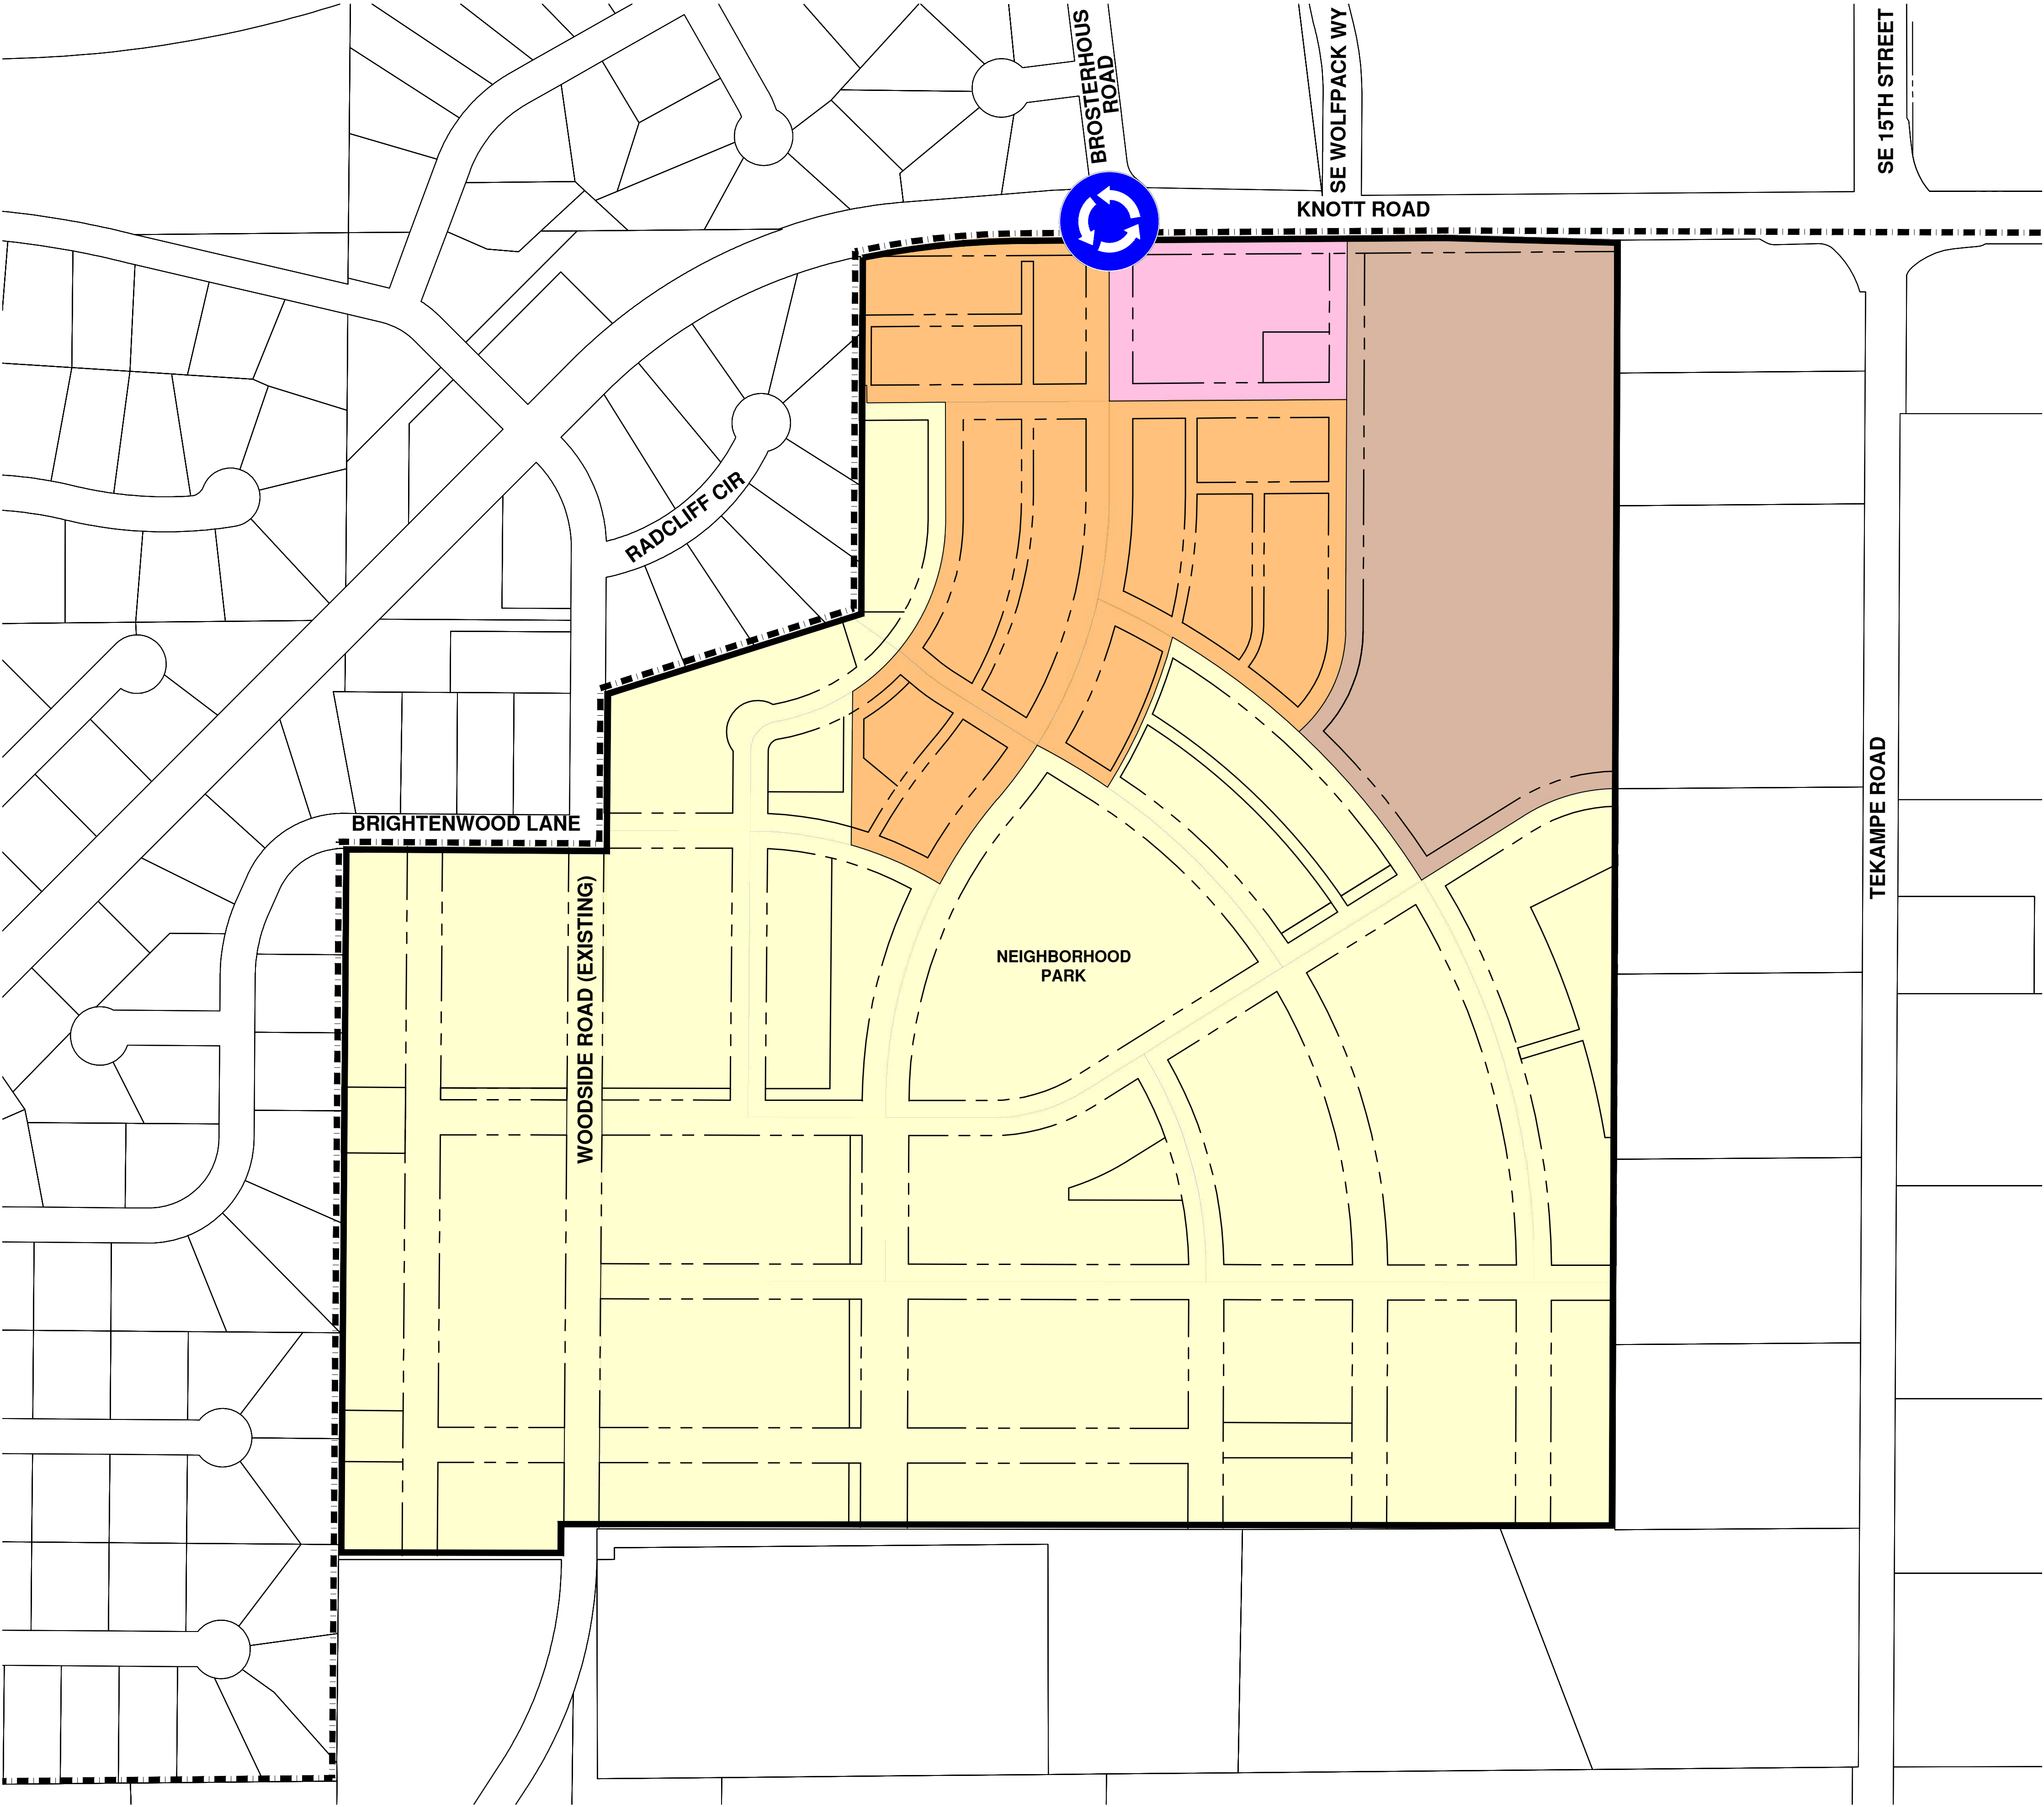 BROSTERHOUS
ROAD
SE WOLFPACK WY
SE 15TH STREET
KNOTT ROAD
RADCLIFF CIR
BRIGHTENWOOD LANE
TEKAMPE ROAD
WOODSIDE ROAD (EXISTING)
NEIGHBORHOOD
PARK